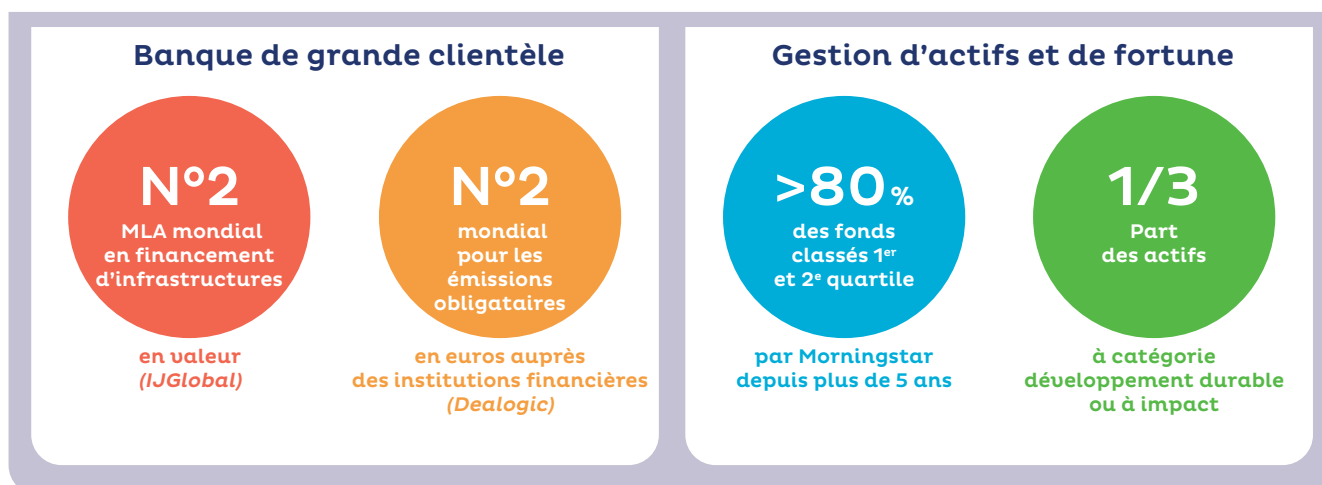 Banque de grande clientèle
N°2
MLA mondial
en financement
d'infrastructures
en valeur
(IJGlobal)
N°2
mondial
pour les
émissions
obligataires
en euros auprès
des institutions financières
(Dealogic)
Gestion d'actifs et de fortune
>80 %
des fonds
classés 1er
et 2e quartile
par Morningstar
depuis plus de 5 ans
1/3
Part
des actifs
à catégorie
développement durable
ou à impact